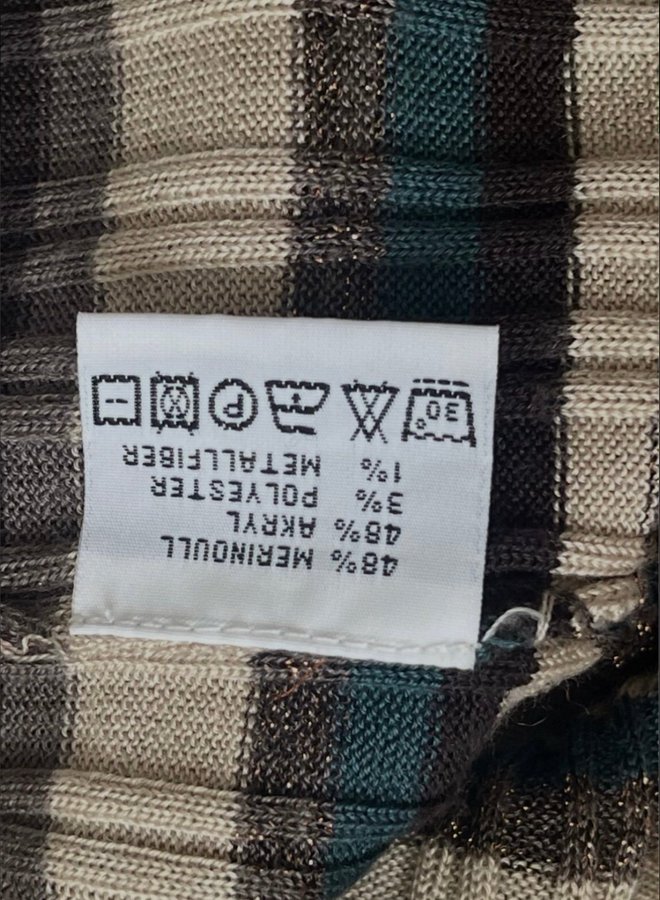 48% MERINOULL
48% AKRYL
3% POLYESTER
1% METALLFIBER
30°
P